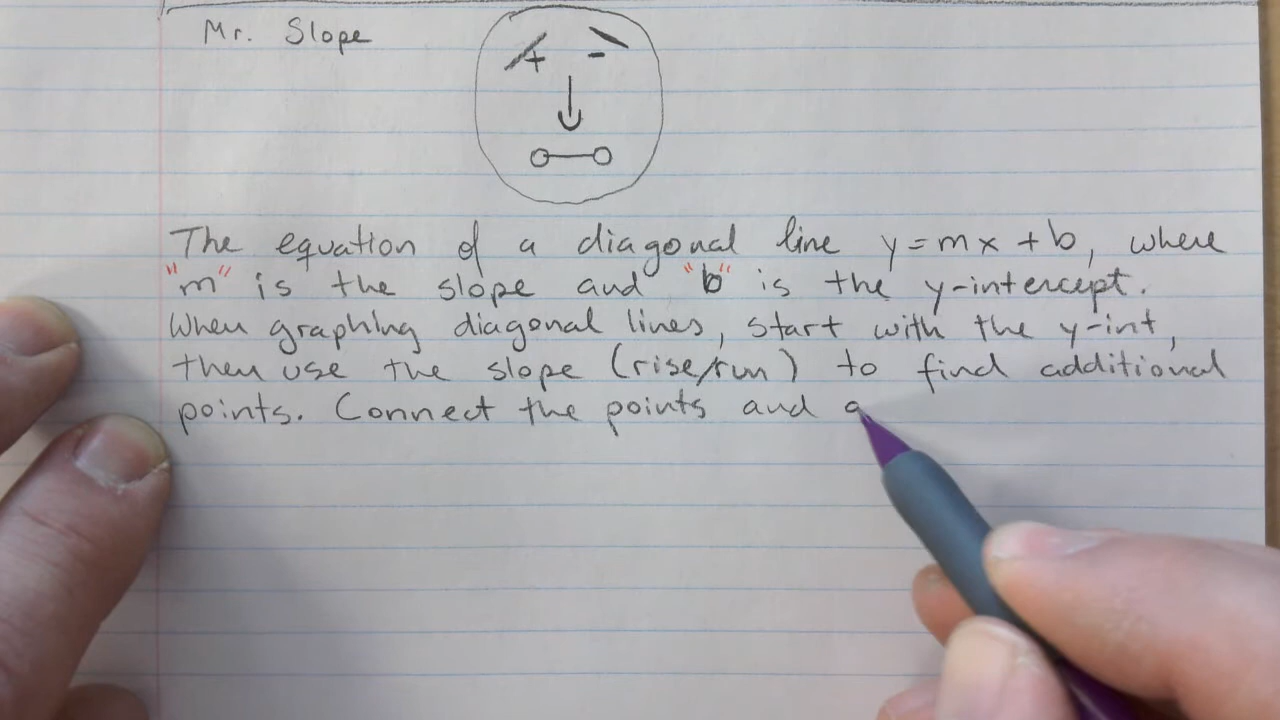 Mr. Slope
+ -
The equation of a diagonal line y = mx + b, where
"m" is the slope and "b" is the y-intercept.
When graphing diagonal lines, start with the y-int,
then use the slope (rise/run) to find additional
points. Connect the points and a